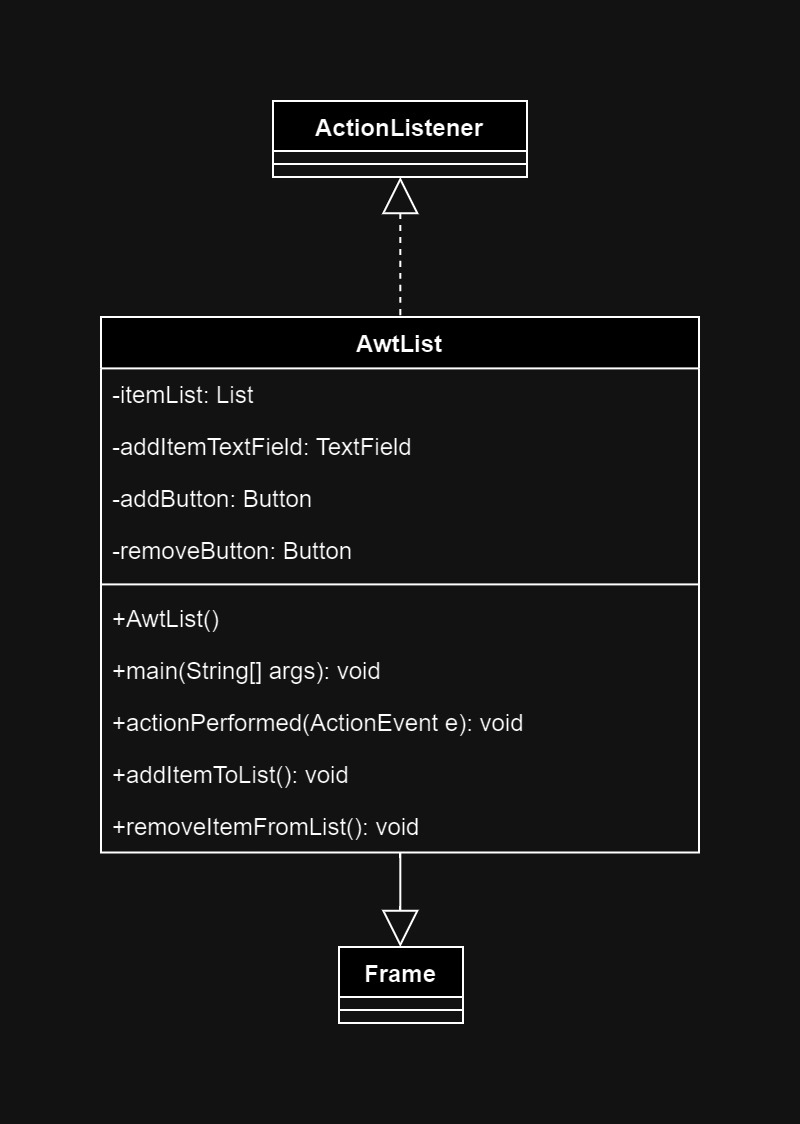 ActionListener
AwtList
-itemList: List
-addItemTextField: TextField
-addButton: Button
-removeButton: Button
+AwtList()
+main(String[] args): void
+actionPerformed(ActionEvent e): void
+addItemToList(): void
+removeItemFromList(): void
Frame